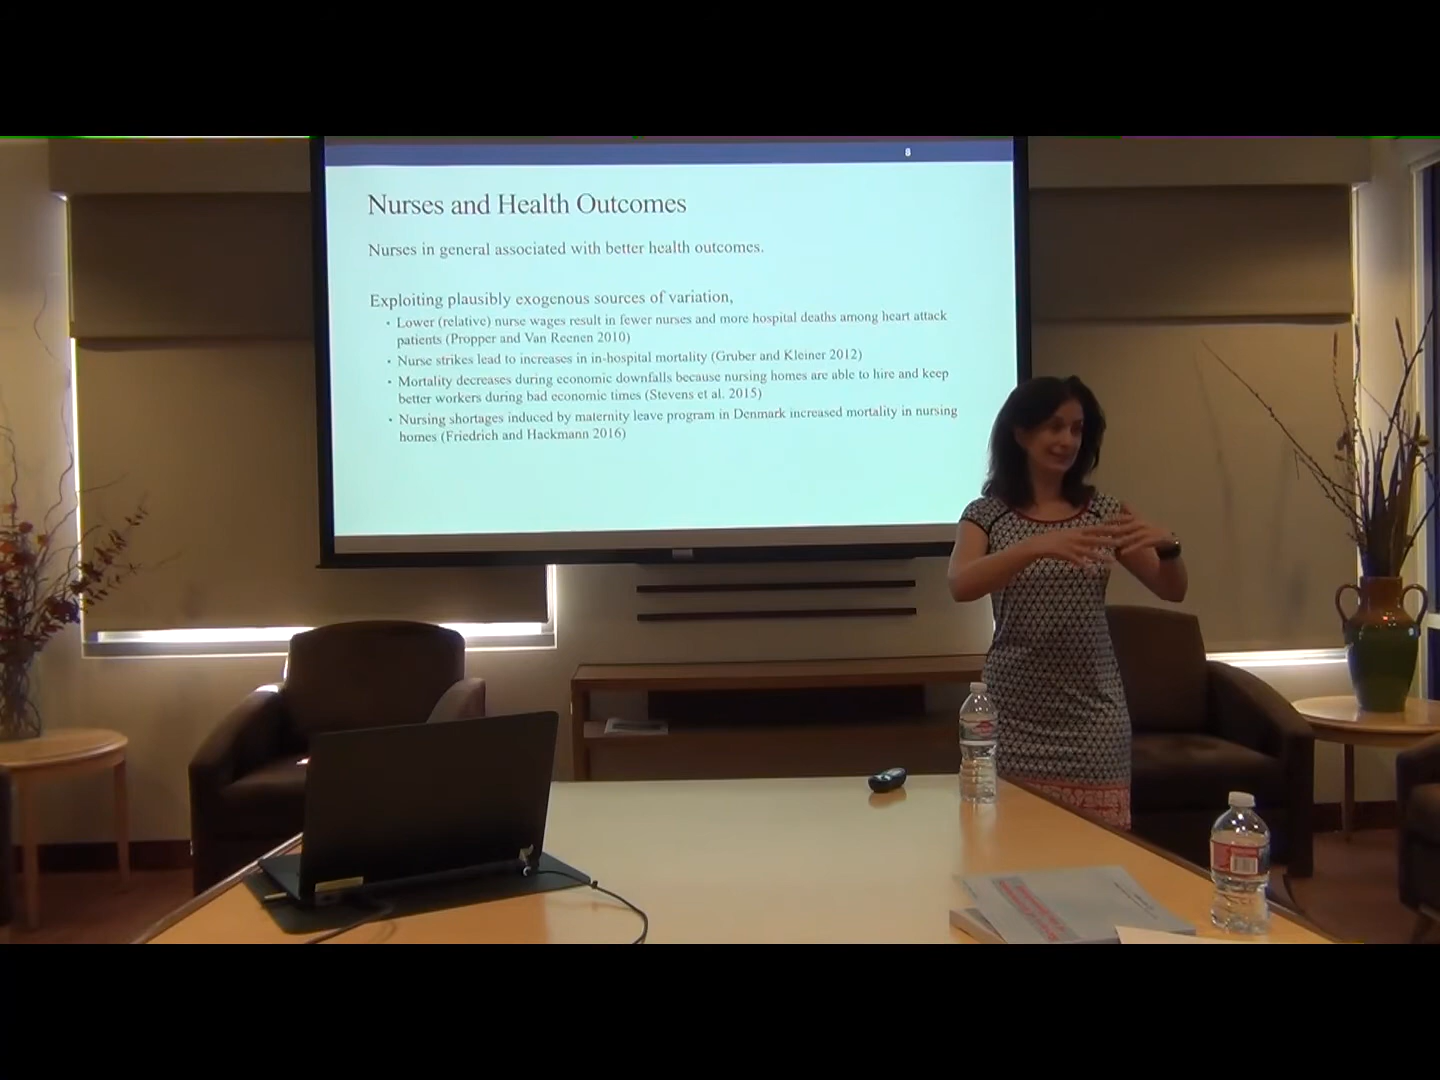 8
Nurses and Health Outcomes
Nurses in general associated with better health outcomes.
Exploiting plausibly exogenous sources of variation,
• Lower (relative) nurse wages result in fewer nurses and more hospital deaths among heart attack
patients (Propper and Van Reenen 2010)
• Nurse strikes lead to increases in in-hospital mortality (Gruber and Kleiner 2012)
• Mortality decreases during economic downfalls because nursing homes are able to hire and keep
better workers during bad economic times (Stevens et al. 2015)
• Nursing shortages induced by maternity leave program in Denmark increased mortality in nursing
homes (Friedrich and Hackmann 2016)